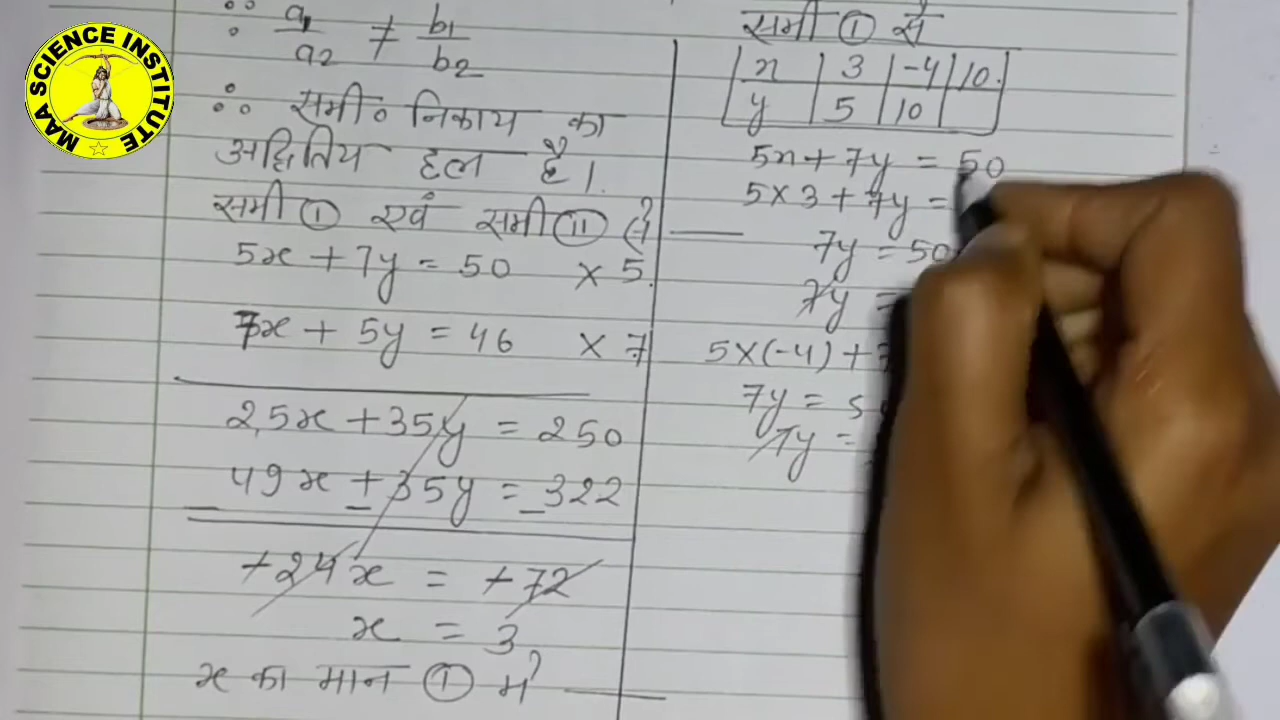 MAA SCIENCE INSTITUTE
∵ a1/a2 ≠ b1/b2
∴ समी० निकाय का
अद्वितिय हल है।
समी ① एवं समी ⑪ से
5x + 7y = 50 × 5
7x + 5y = 46 × 7
25x + 35y = 250
49x + 35y = 322
+24x = +72
x = 3
x का मान ① में
समी ① से
x 3 -4 10
y 5 10
5x + 7y = 50
5 × 3 + 7y =
7y = 50
7y =
5×(-4) +
7y = 5
7y =